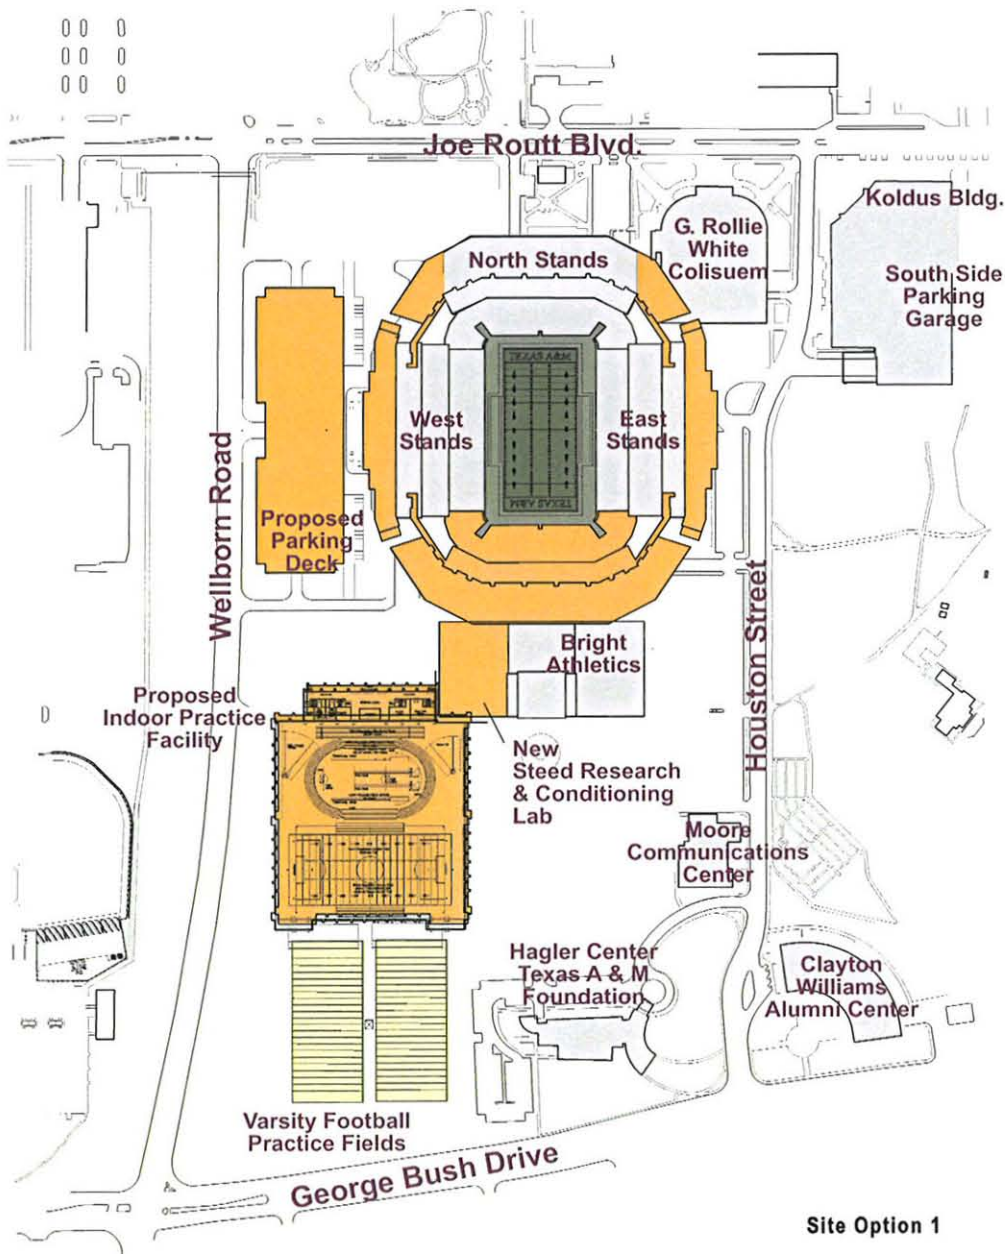 Joe Routt Blvd.
Koldus Bldg.
G. Rollie
White
Colisuem
North Stands
South Side
Parking
Garage
TEXAS A&M
West
Stands
East
Stands
TEXAS A&M
Proposed
Parking
Deck
Wellborn Road
Houston Street
Bright
Athletics
Proposed
Indoor Practice
Facility
New
Steed Research
& Conditioning
Lab
Moore
Communications
Center
Hagler Center
Texas A & M
Foundation
Clayton
Williams
Alumni Center
Varsity Football
Practice Fields
George Bush Drive
Site Option 1